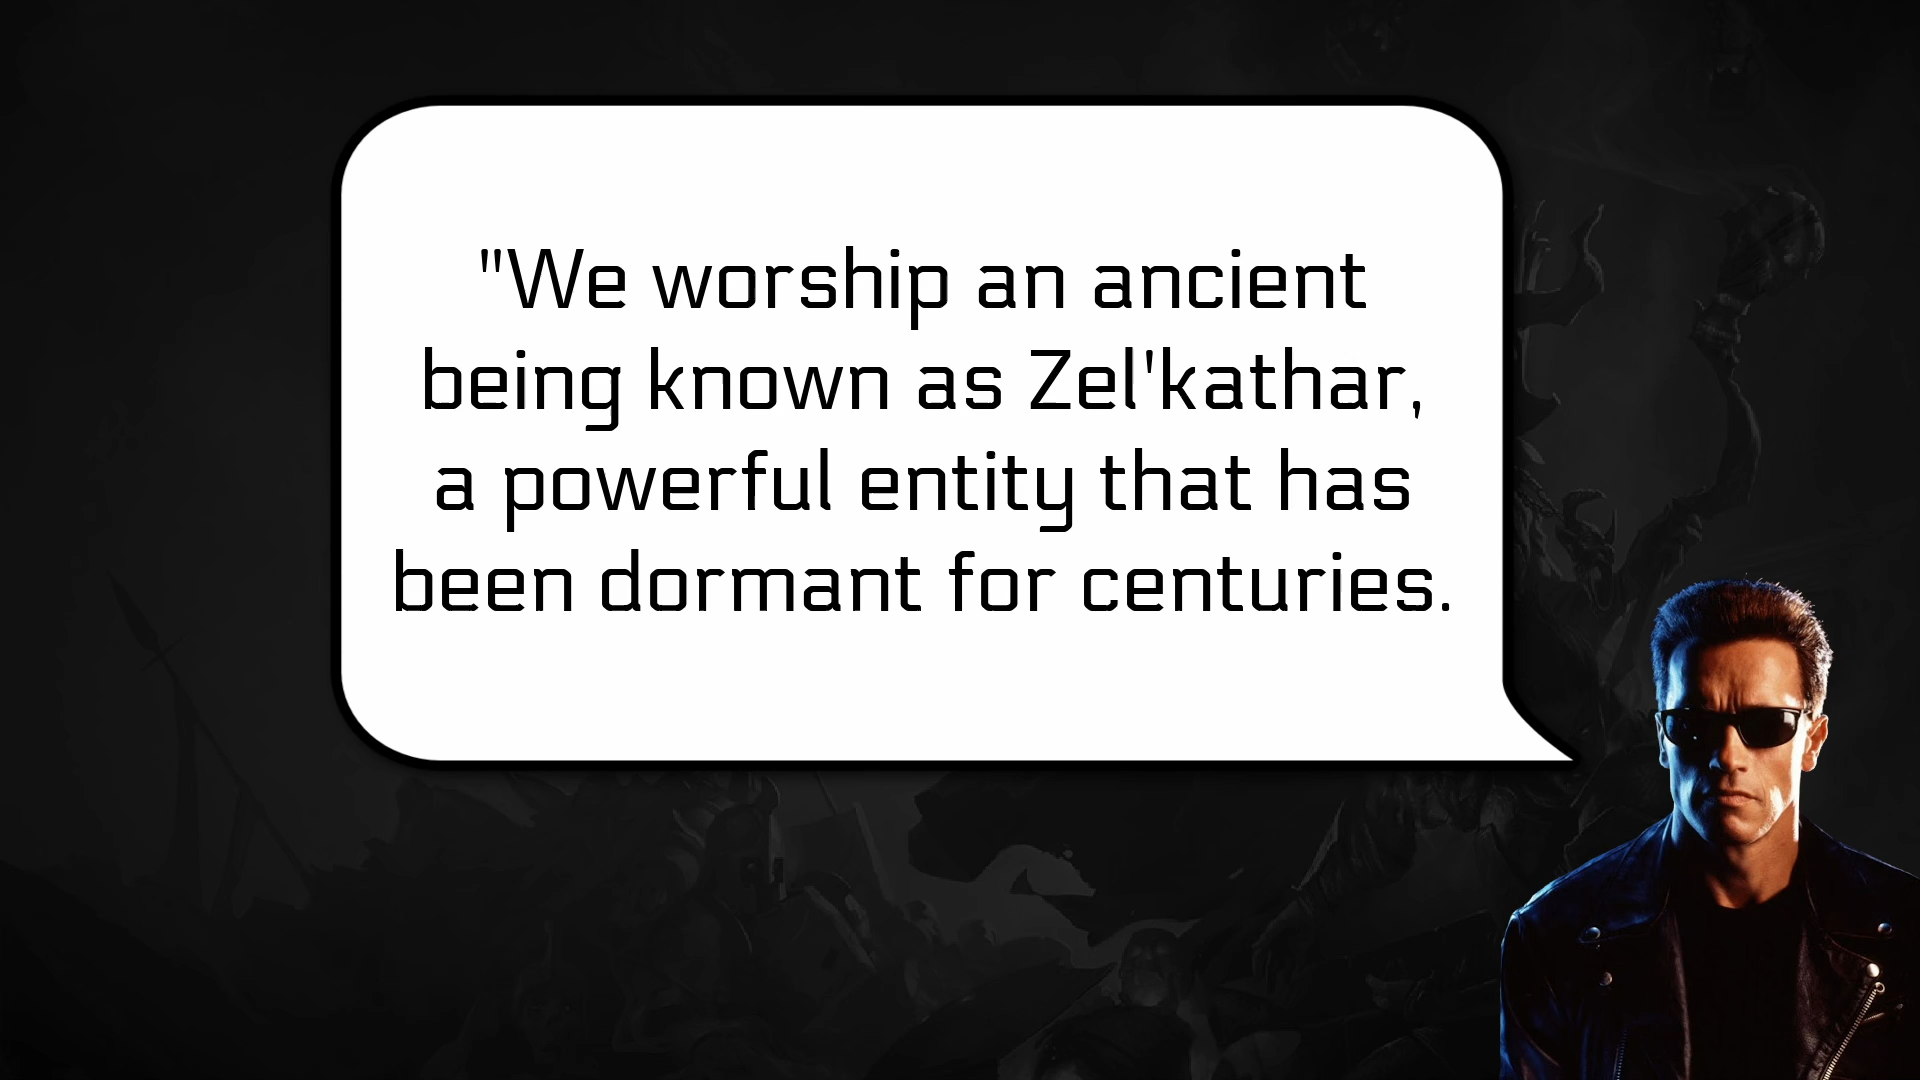 "We worship an ancient
being known as Zel'kathar,
a powerful entity that has
been dormant for centuries.